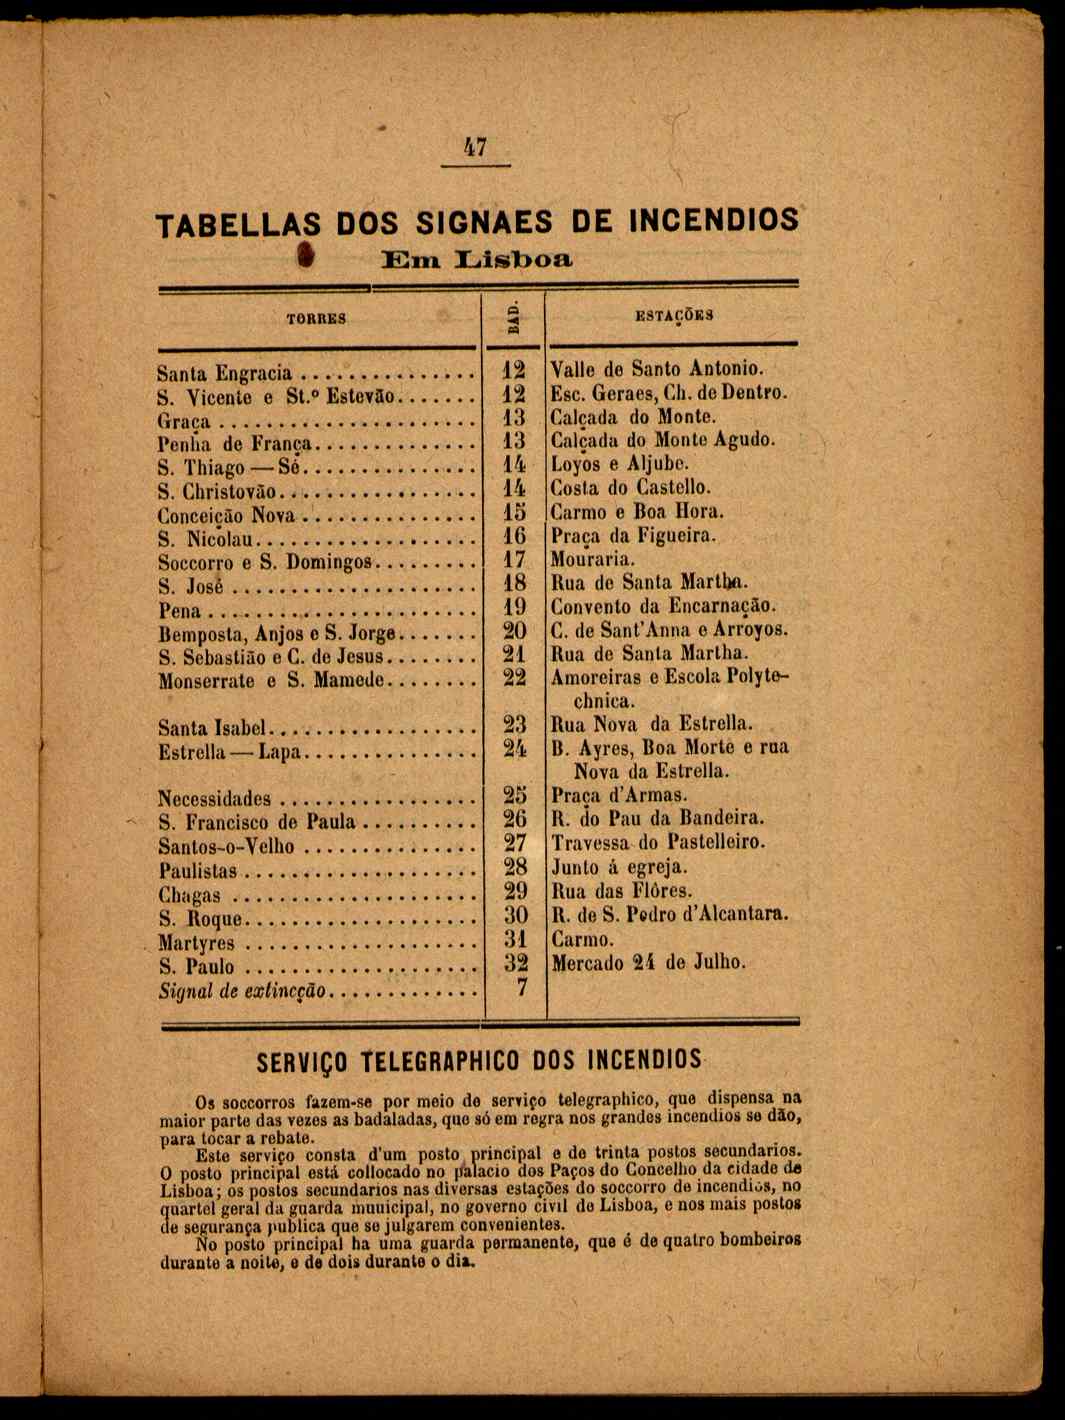 47
TABELLAS DOS SIGNAES DE INCENDIOS
Em Lisboa
TORRES BAD. ESTAÇÕES
Santa Engracia ............... 12 Valle de Santo Antonio.
S. Vicente e St.º Estevão....... 12 Esc. Geraes, Ch. de Dentro.
Graça ...................... 13 Calçada do Monte.
Penha de França.............. 13 Calçada do Monte Agudo.
S. Thiago — Sé............... 14 Loyos e Aljube.
S. Christovão................. 14 Costa do Castello.
Conceição Nova ............... 15 Carmo e Boa Hora.
S. Nicolau................... 16 Praça da Figueira.
Soccorro e S. Domingos......... 17 Mouraria.
S. José ..................... 18 Rua de Santa Martha.
Pena ....................... 19 Convento da Encarnação.
Bemposta, Anjos e S. Jorge....... 20 C. de Sant'Anna e Arroyos.
S. Sebastião e C. de Jesus........ 21 Rua de Santa Martha.
Monserrate e S. Mamede........ 22 Amoreiras e Escola Polyte-
chnica.
Santa Isabel.................. 23 Rua Nova da Estrella.
Estrella — Lapa............... 24 B. Ayres, Boa Morte e rua
Nova da Estrella.
Necessidades ................. 25 Praça d'Armas.
S. Francisco de Paula .......... 26 R. do Pau da Bandeira.
Santos-o-Velho ............... 27 Travessa do Pastelleiro.
Paulistas ..................... 28 Junto á egreja.
Chagas ...................... 29 Rua das Flôres.
S. Roque..................... 30 R. de S. Pedro d'Alcantara.
Martyres ..................... 31 Carmo.
S. Paulo ..................... 32 Mercado 24 de Julho.
Signal de extincção............. 7
SERVIÇO TELEGRAPHICO DOS INCENDIOS
Os soccorros fazem-se por meio de serviço telegraphico, que dispensa na
maior parte das vezes as badaladas, que só em regra nos grandes incendios se dão,
para tocar a rebate.
Este serviço consta d'um posto principal e de trinta postos secundarios.
O posto principal está collocado no palacio dos Paços do Concelho da cidade de
Lisboa; os postos secundarios nas diversas estações do soccorro de incendios, no
quartel geral da guarda municipal, no governo civil de Lisboa, e nos mais postos
de segurança publica que se julgarem convenientes.
No posto principal ha uma guarda permanente, que é de quatro bombeiros
durante a noite, e de dois durante o dia.